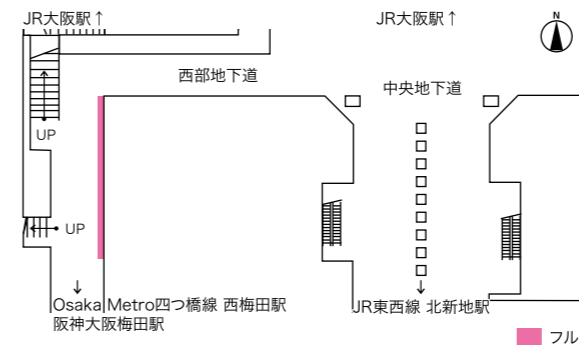 JR大阪駅↑
JR大阪駅↑
N
西部地下道
中央地下道
UP
UP
↓
↓
Osaka Metro四つ橋線 西梅田駅
阪神大阪梅田駅
JR東西線 北新地駅
フル